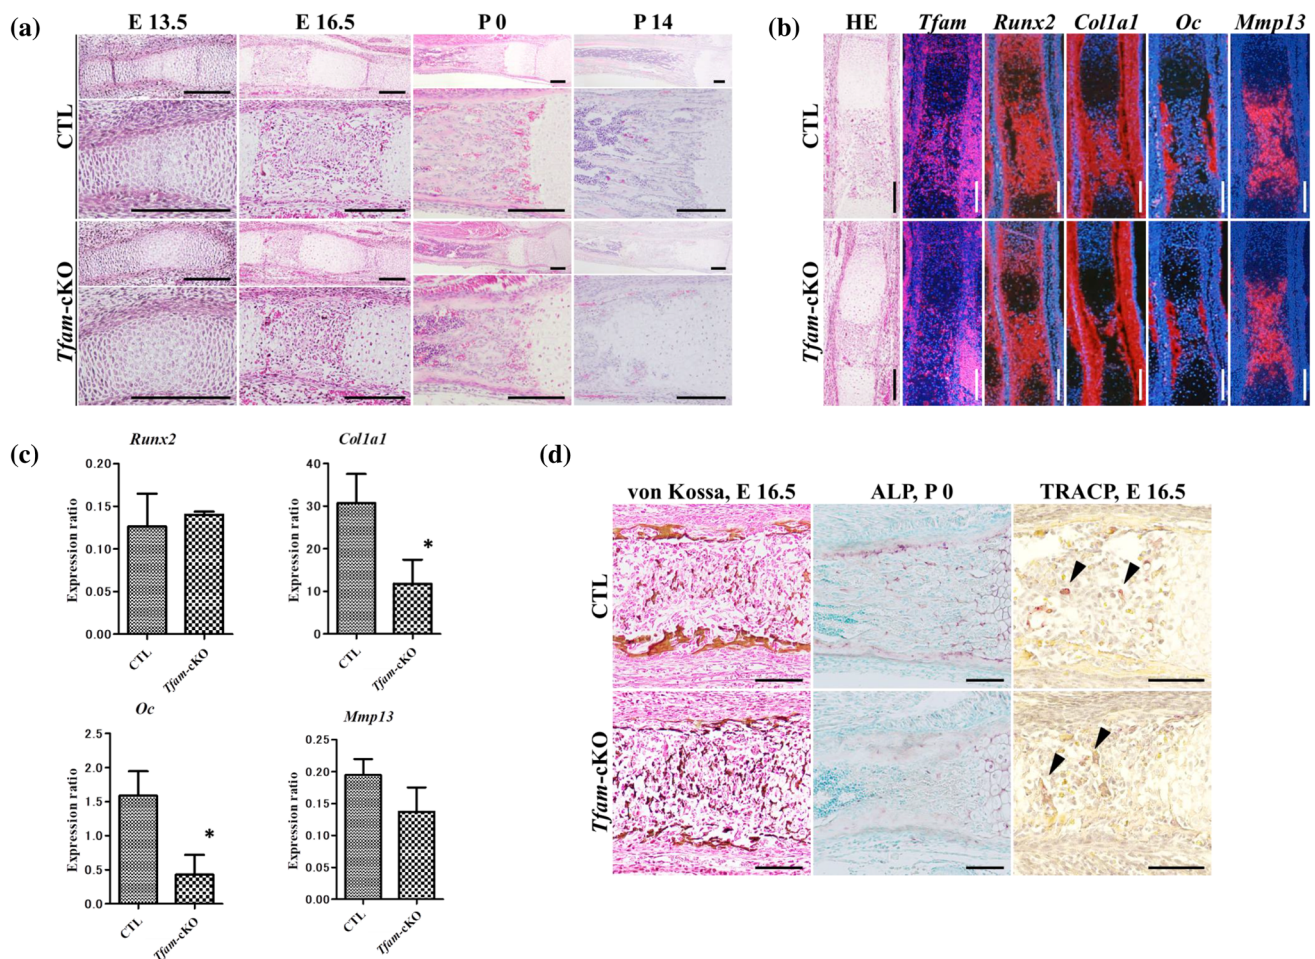 (a)
E 13.5 E 16.5 P 0 P 14
CTL
Tfam-cKO
(b)
HE Tfam Runx2 Col1a1 Oc Mmp13
CTL
Tfam-cKO
(c)
Runx2
Expression ratio
0.20
0.15
0.10
0.05
0.00
CTL
Tfam-cKO
Col1a1
Expression ratio
40
30
20
10
0
*
CTL
Tfam-cKO
Oc
Expression ratio
2.5
2.0
1.5
1.0
0.5
0.0
*
CTL
Tfam-cKO
Mmp13
Expression ratio
0.25
0.20
0.15
0.10
0.05
0.00
CTL
Tfam-cKO
(d)
von Kossa, E 16.5 ALP, P 0 TRACP, E 16.5
CTL
Tfam-cKO